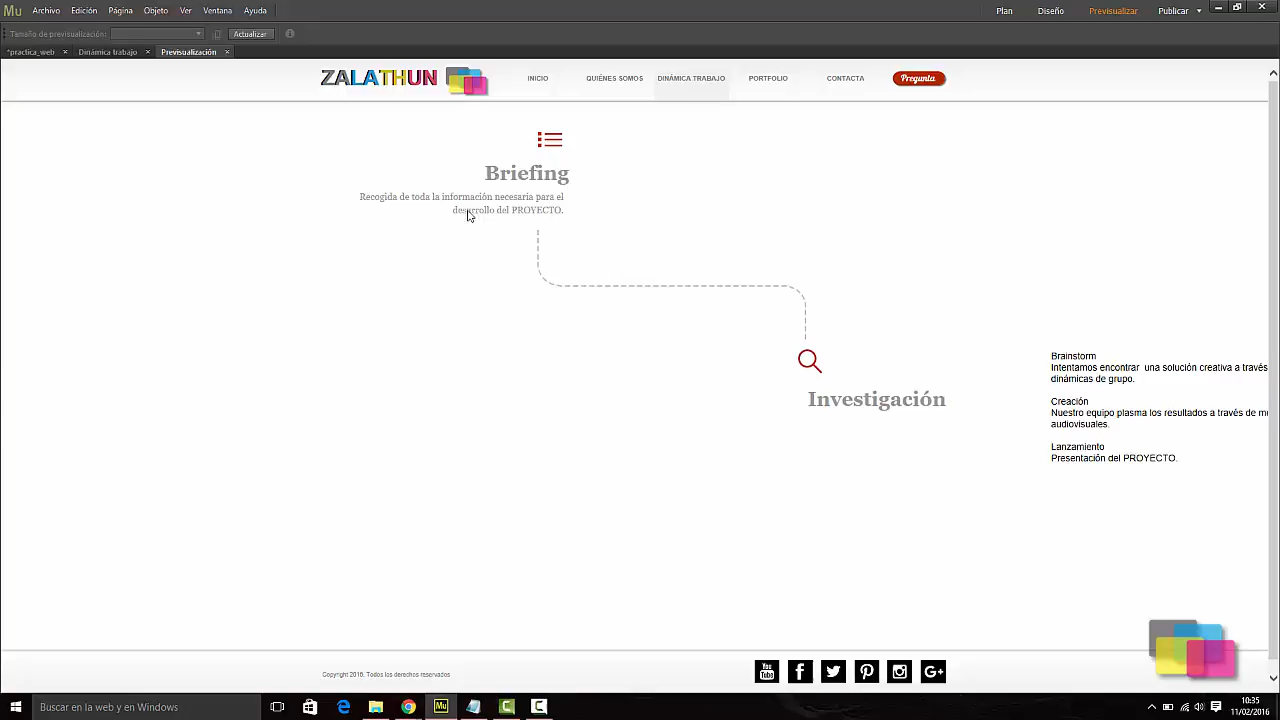 Mu Archivo Edición Página Objeto Ver Ventana Ayuda Plan Diseño Previsualizar Publicar
Tamaño de previsualización: Actualizar
*practica_web × Dinámica trabajo × Previsualización ×
ZALATHUN INICIO QUIÉNES SOMOS DINÁMICA TRABAJO PORTFOLIO CONTACTA Pregunta
Briefing
Recogida de toda la información necesaria para el
desarrollo del PROYECTO.
Investigación
Brainstorm
Intentamos encontrar una solución creativa a través
dinámicas de grupo.
Creación
Nuestro equipo plasma los resultados a través de me
audiovisuales.
Lanzamiento
Presentación del PROYECTO.
Copyright 2016. Todos los derechos reservados
You Tube f G+
Buscar en la web y en Windows
Mu
10:35
11/02/2016